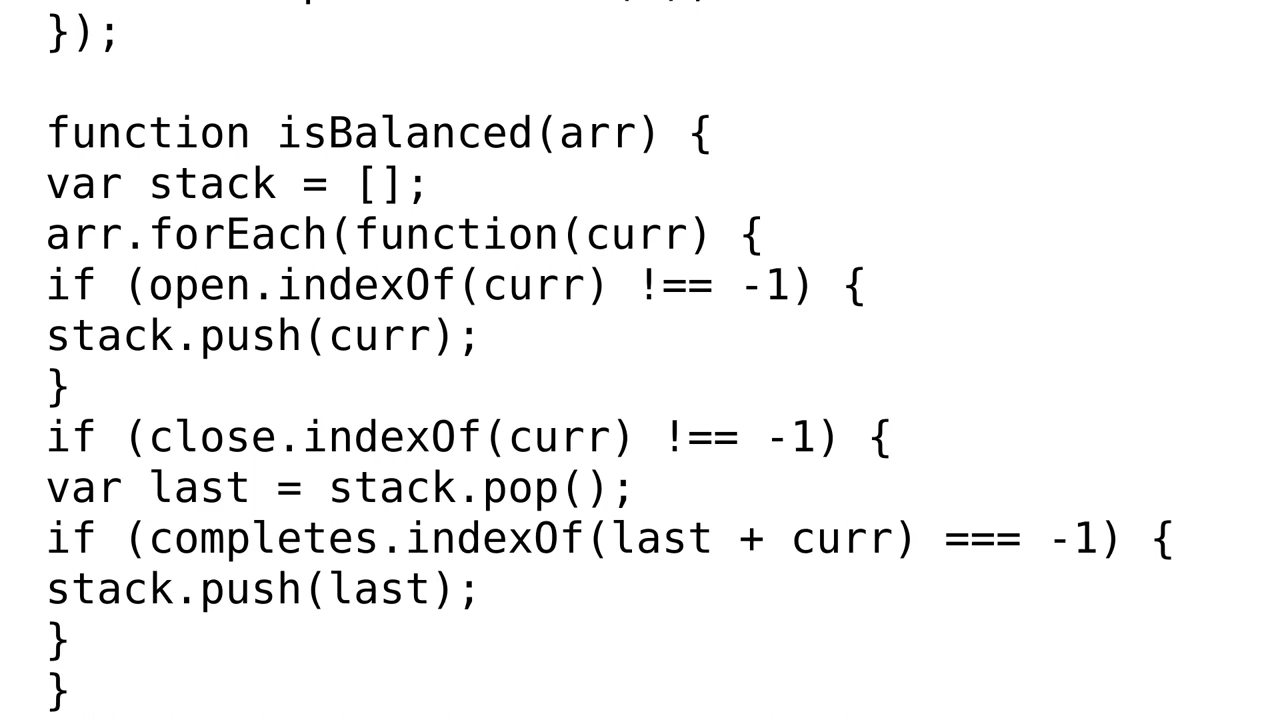 });
function isBalanced(arr) {
var stack = [];
arr.forEach(function(curr) {
if (open.indexOf(curr) !== -1) {
stack.push(curr);
}
if (close.indexOf(curr) !== -1) {
var last = stack.pop();
if (completes.indexOf(last + curr) === -1) {
stack.push(last);
}
}